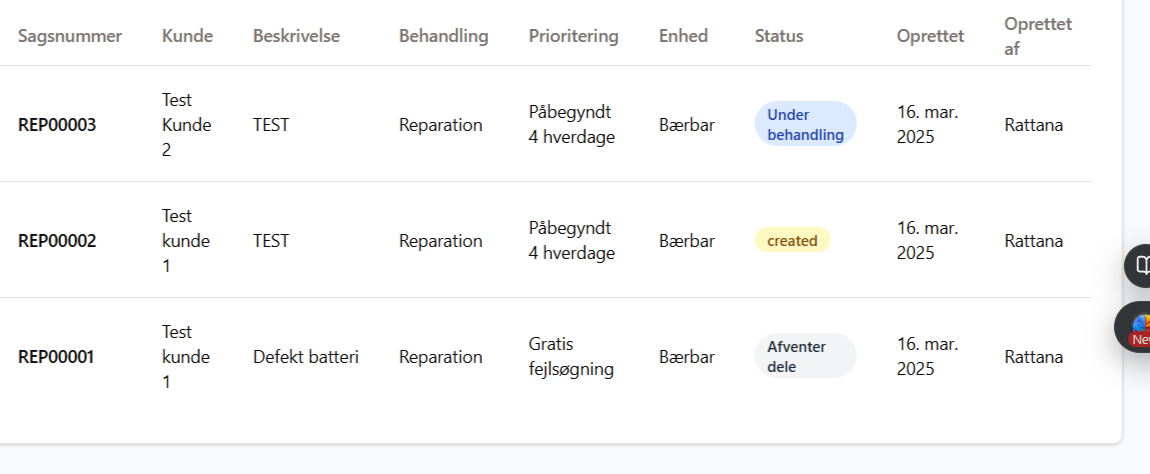 Sagsnummer Kunde Beskrivelse Behandling Prioritering Enhed Status Oprettet Oprettet af
REP00003 Test Kunde 2 TEST Reparation Påbegyndt 4 hverdage Bærbar Under behandling 16. mar. 2025 Rattana
REP00002 Test kunde 1 TEST Reparation Påbegyndt 4 hverdage Bærbar created 16. mar. 2025 Rattana
REP00001 Test kunde 1 Defekt batteri Reparation Gratis fejlsøgning Bærbar Afventer dele 16. mar. 2025 Rattana